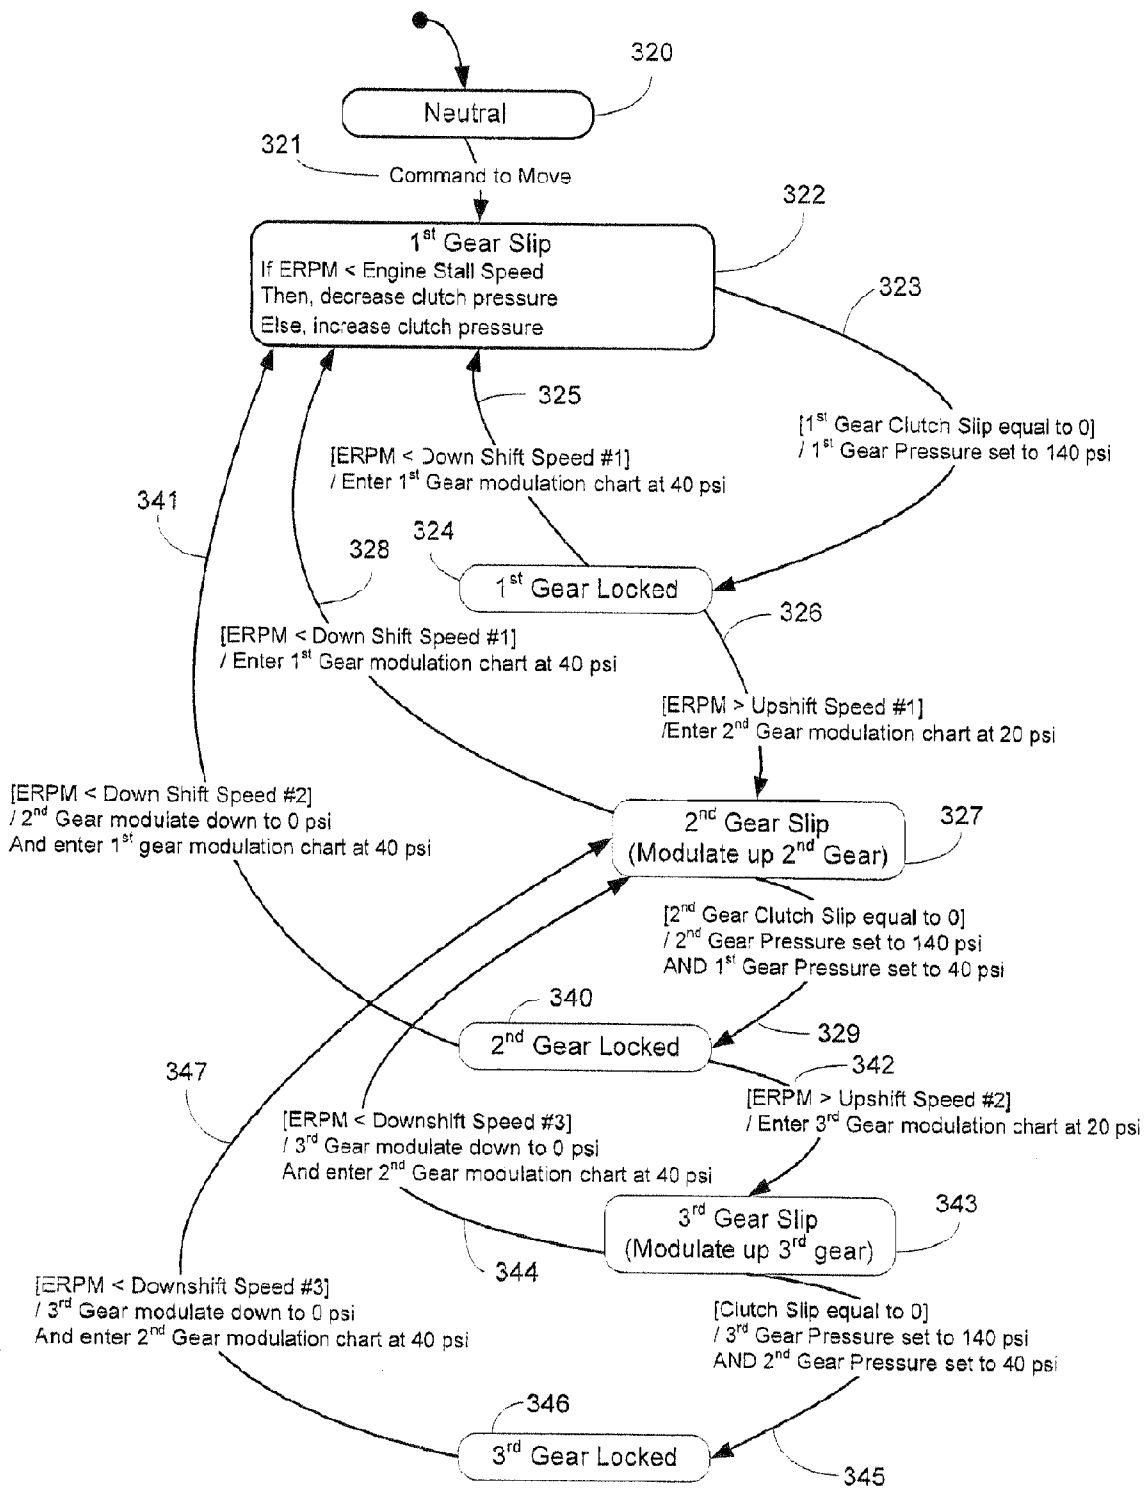 320
Neutral
321
Command to Move
322
1st Gear Slip
If ERPM < Engine Stall Speed
Then, decrease clutch pressure
Else, increase clutch pressure
323
325
[1st Gear Clutch Slip equal to 0]
/ 1st Gear Pressure set to 140 psi
[ERPM < Down Shift Speed #1]
/ Enter 1st Gear modulation chart at 40 psi
341
324
328
1st Gear Locked
326
[ERPM < Down Shift Speed #1]
/ Enter 1st Gear modulation chart at 40 psi
[ERPM > Upshift Speed #1]
/Enter 2nd Gear modulation chart at 20 psi
[ERPM < Down Shift Speed #2]
/ 2nd Gear modulate down to 0 psi
And enter 1st gear modulation chart at 40 psi
2nd Gear Slip
(Modulate up 2nd Gear)
327
[2nd Gear Clutch Slip equal to 0]
/ 2nd Gear Pressure set to 140 psi
AND 1st Gear Pressure set to 40 psi
340
2nd Gear Locked
329
342
347
[ERPM > Upshift Speed #2]
/ Enter 3rd Gear modulation chart at 20 psi
[ERPM < Downshift Speed #3]
/ 3rd Gear modulate down to 0 psi
And enter 2nd Gear modulation chart at 40 psi
3rd Gear Slip
(Modulate up 3rd gear)
343
344
[ERPM < Downshift Speed #3]
/ 3rd Gear modulate down to 0 psi
And enter 2nd Gear modulation chart at 40 psi
[Clutch Slip equal to 0]
/ 3rd Gear Pressure set to 140 psi
AND 2nd Gear Pressure set to 40 psi
346
3rd Gear Locked
345